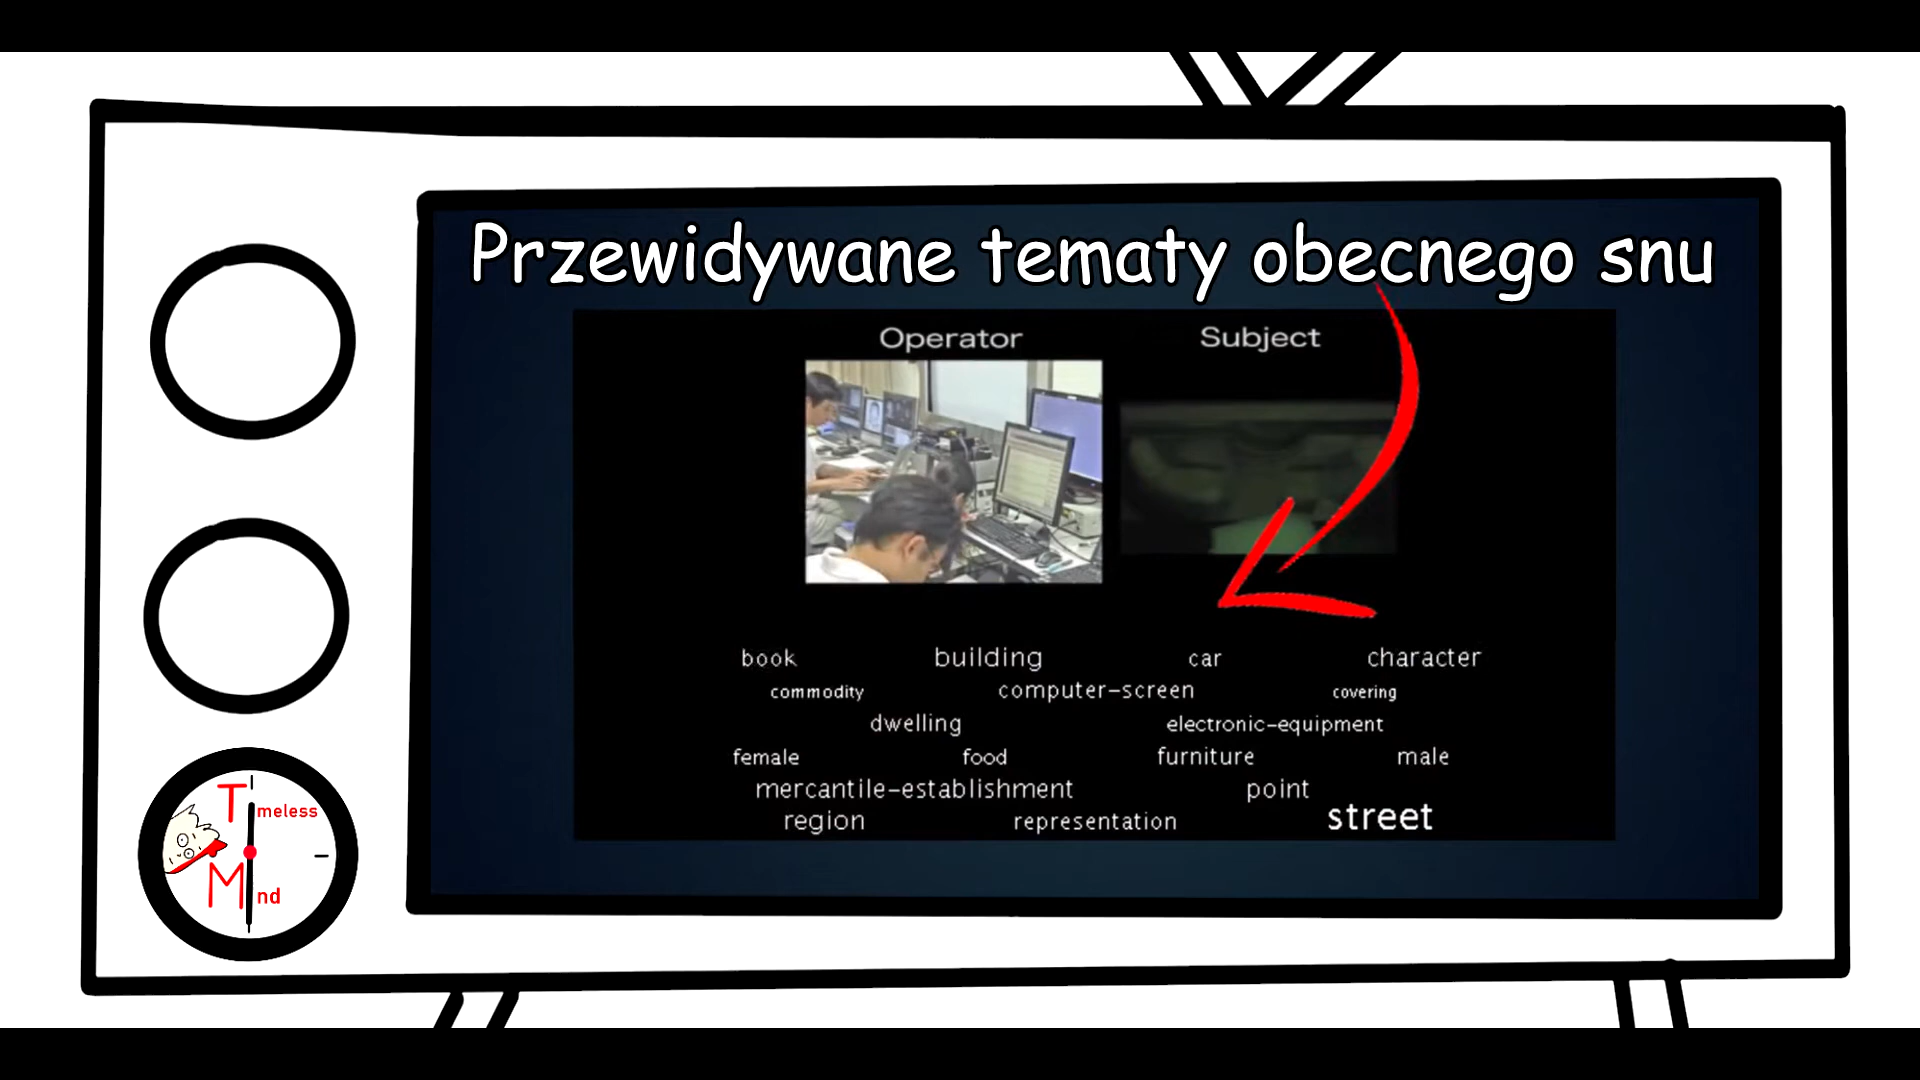 Przewidywane tematy obecnego snu
Operator Subject
book building car character
commodity computer-screen covering
dwelling electronic-equipment
female food furniture male
mercantile-establishment point
region representation street
Timeless
Mind